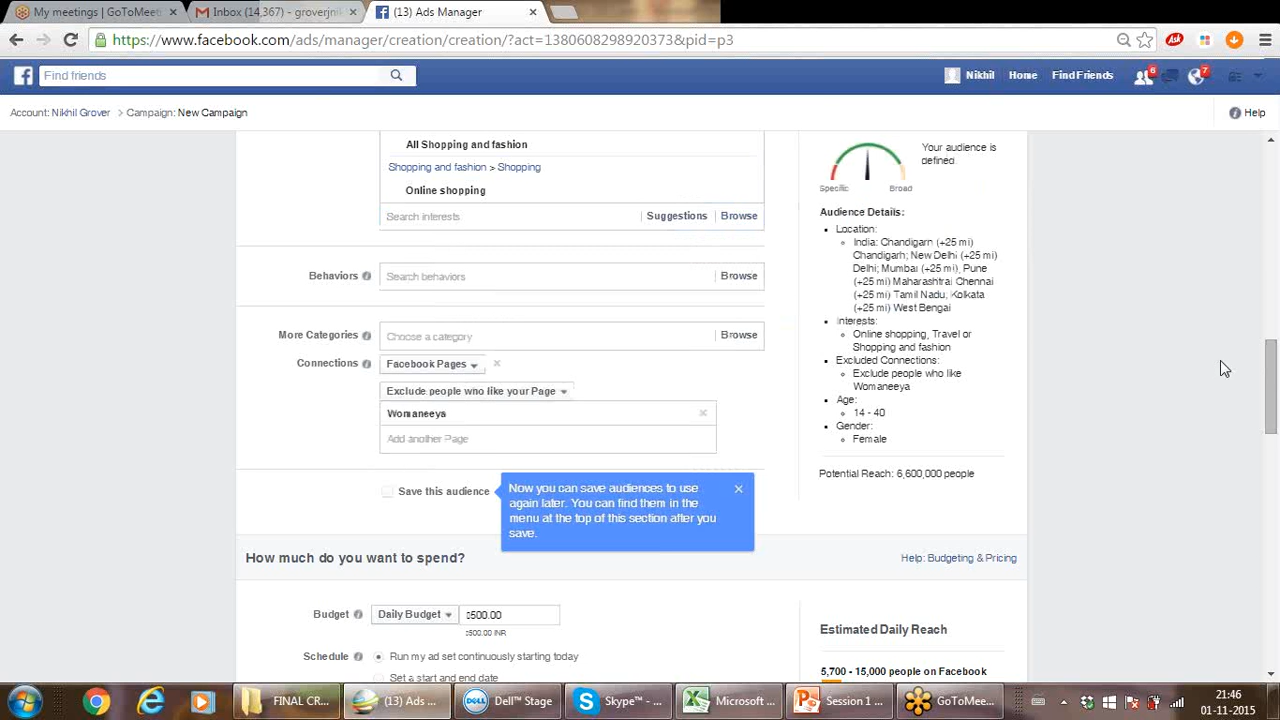 My meetings | GoToMeeti
Inbox (14,367) - groverjnik
(13) Ads Manager
https://www.facebook.com/ads/manager/creation/creation/?act=1380608298920373&pid=p3
Ask
Find friends
Nikhil
Home
Find Friends
6
7
Account: Nikhil Grover > Campaign: New Campaign
Help
All Shopping and fashion
Shopping and fashion > Shopping
Online shopping
Search interests
Suggestions
Browse
Behaviors
Search behaviors
Browse
More Categories
Choose a category
Browse
Connections
Facebook Pages
Exclude people who like your Page
Womaneeya
Add another Page
Save this audience
Now you can save audiences to use
again later. You can find them in the
menu at the top of this section after you
save.
Your audience is
defined
Specific
Broad
Audience Details:
Location:
India: Chandigarh (+25 mi)
Chandigarh; New Delhi (+25 mi)
Delhi; Mumbai (+25 mi), Pune
(+25 mi) Maharashtra; Chennai
(+25 mi) Tamil Nadu; Kolkata
(+25 mi) West Bengal
Interests:
Online shopping, Travel or
Shopping and fashion
Excluded Connections:
Exclude people who like
Womaneeya
Age:
14 - 40
Gender:
Female
Potential Reach: 6,600,000 people
How much do you want to spend?
Help: Budgeting & Pricing
Budget
Daily Budget
500.00
500.00 INR
Schedule
Run my ad set continuously starting today
Set a start and end date
Estimated Daily Reach
5,700 - 15,000 people on Facebook
FINAL CR...
(13) Ads ...
Dell™ Stage
Skype™ - ...
Microsoft ...
Session 1 ...
GoToMee...
21:46
01-11-2015